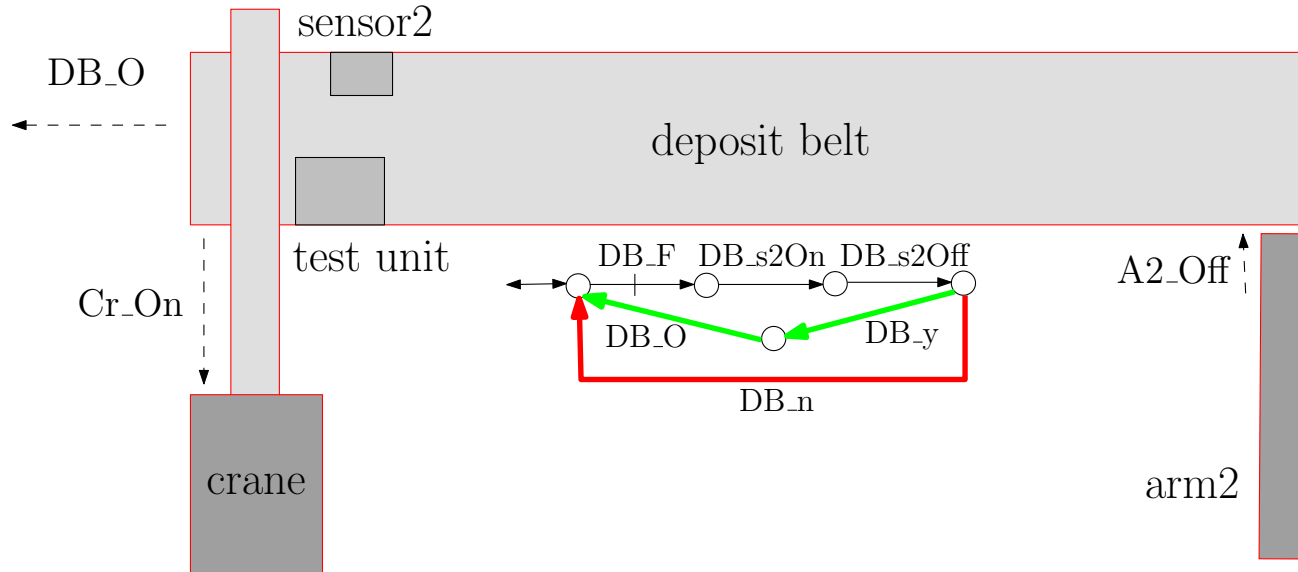 sensor2
DB_O
deposit belt
test unit
DB_F
DB_s2On
DB_s2Off
A2_Off
Cr_On
DB_O
DB_y
DB_n
crane
arm2